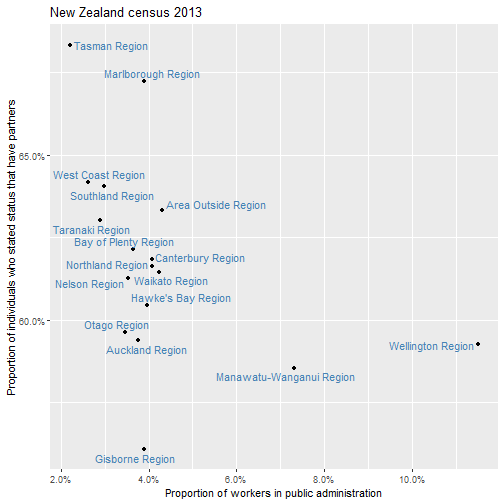 New Zealand census 2013
Proportion of individuals who stated status that have partners
65.0%
60.0%
Tasman Region
Marlborough Region
West Coast Region
Southland Region
Area Outside Region
Taranaki Region
Bay of Plenty Region
Canterbury Region
Northland Region
Waikato Region
Nelson Region
Hawke's Bay Region
Otago Region
Auckland Region
Wellington Region
Manawatu-Wanganui Region
Gisborne Region
2.0%
4.0%
6.0%
8.0%
10.0%
Proportion of workers in public administration